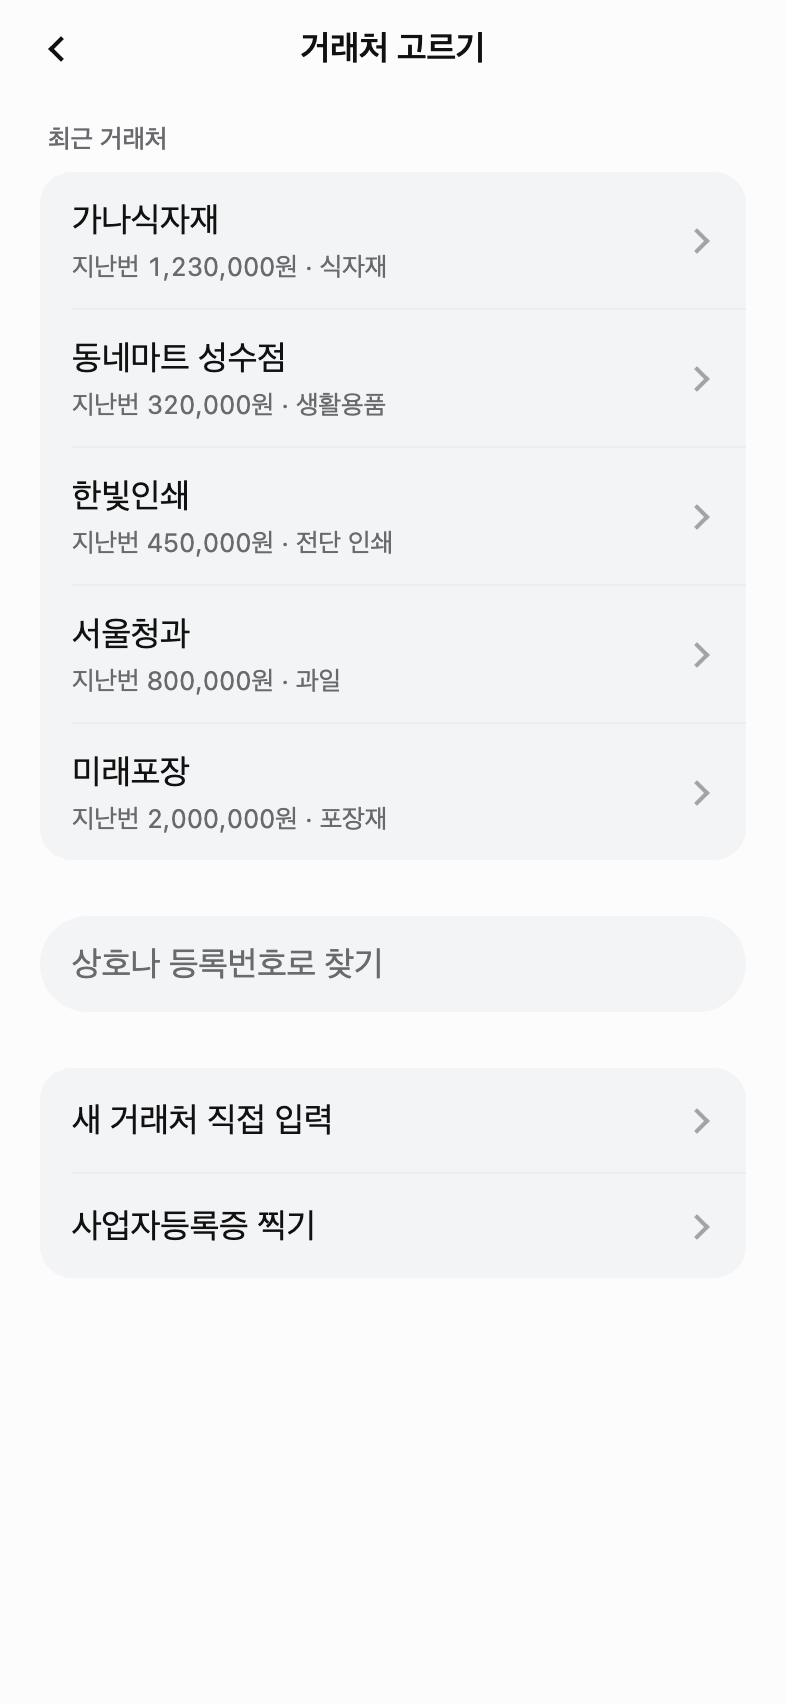 거래처 고르기
최근 거래처
가나식자재
지난번 1,230,000원 · 식자재
동네마트 성수점
지난번 320,000원 · 생활용품
한빛인쇄
지난번 450,000원 · 전단 인쇄
서울청과
지난번 800,000원 · 과일
미래포장
지난번 2,000,000원 · 포장재
상호나 등록번호로 찾기
새 거래처 직접 입력
사업자등록증 찍기